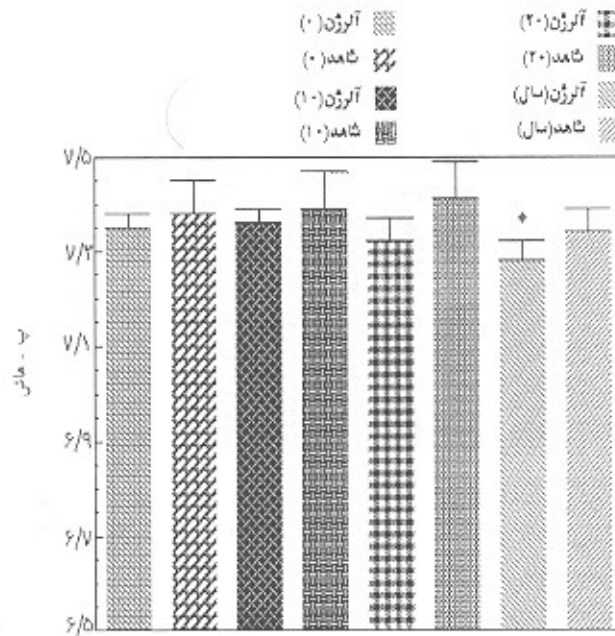 آلرژن(۰)
شاهد(۰)
آلرژن(۱۰)
شاهد(۱۰)
آلرژن(۲۰)
شاهد(۲۰)
آلرژن(سال)
شاهد(سال)
۷/۵
۷/۳
۷/۱
۶/۹
۶/۷
۶/۵
پ - هاش
*